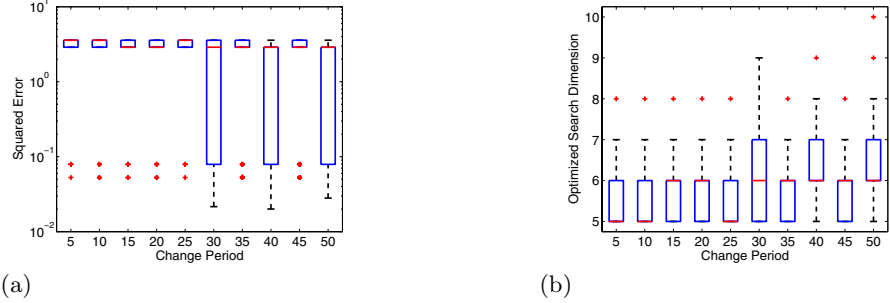 10^1
10^0
10^-1
10^-2
Squared Error
5 10 15 20 25 30 35 40 45 50
Change Period
(a)
10
9
8
7
6
5
Optimized Search Dimension
5 10 15 20 25 30 35 40 45 50
Change Period
(b)